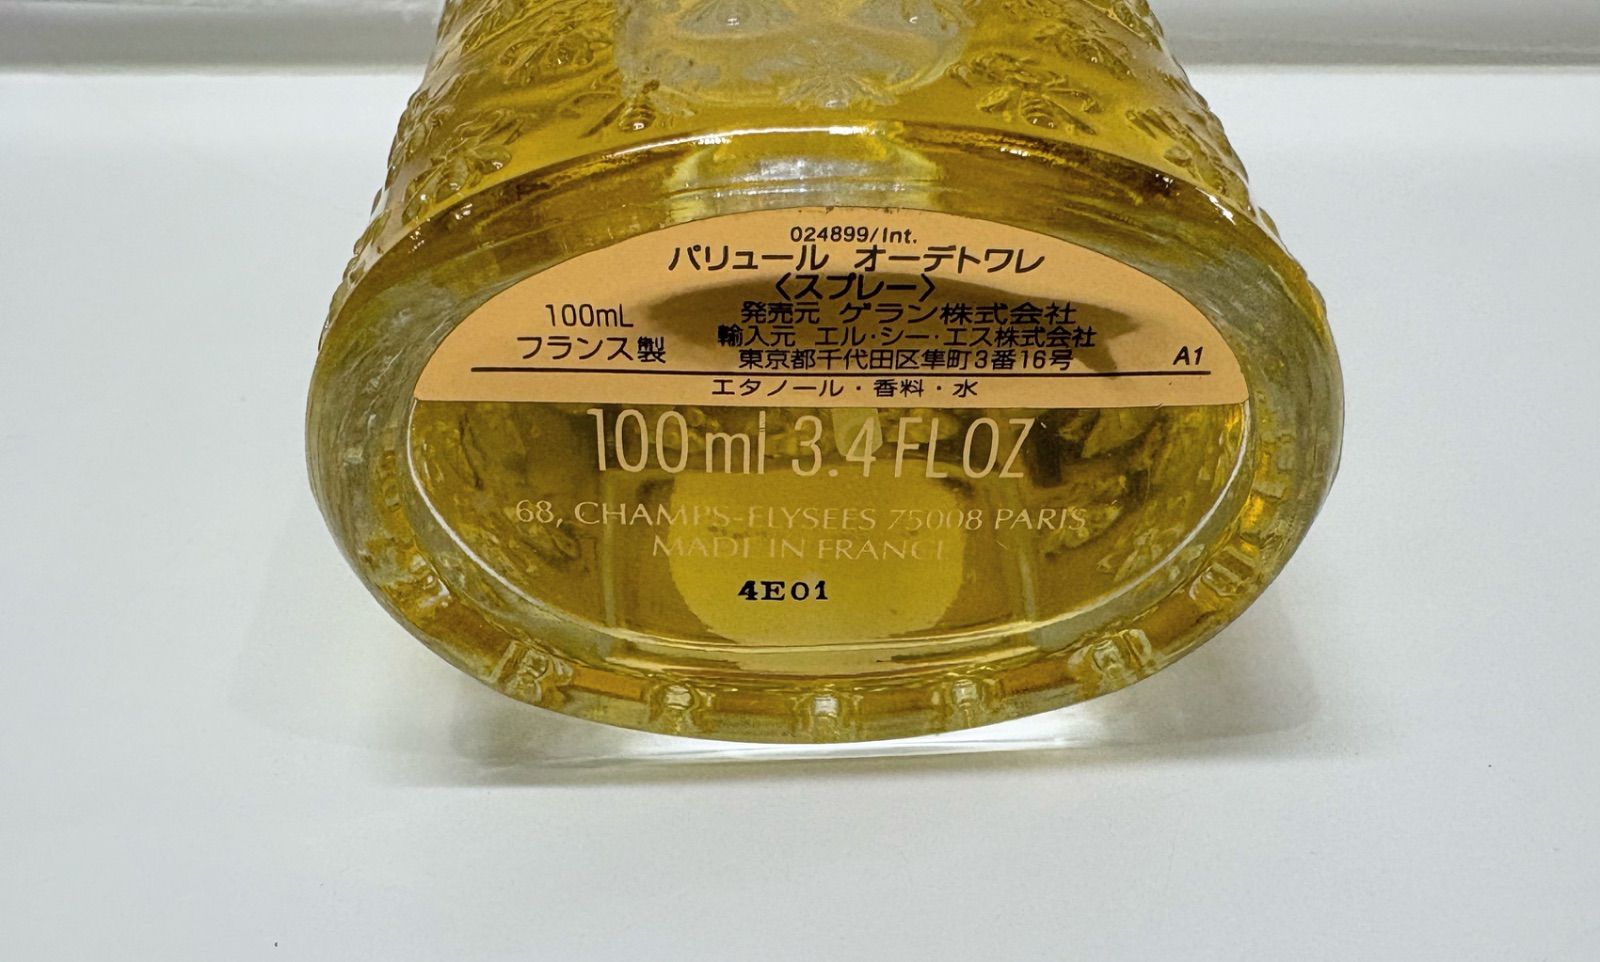 024899/Int.
パリュール オーデトワレ
〈スプレー〉
100mL
フランス製
発売元 ゲラン株式会社
輸入元 エル・シー・エス株式会社
東京都千代田区隼町3番16号
A1
エタノール・香料・水
100 ml 3.4 FL OZ
68, CHAMPS-ELYSEES 75008 PARIS
MADE IN FRANCE
4E01